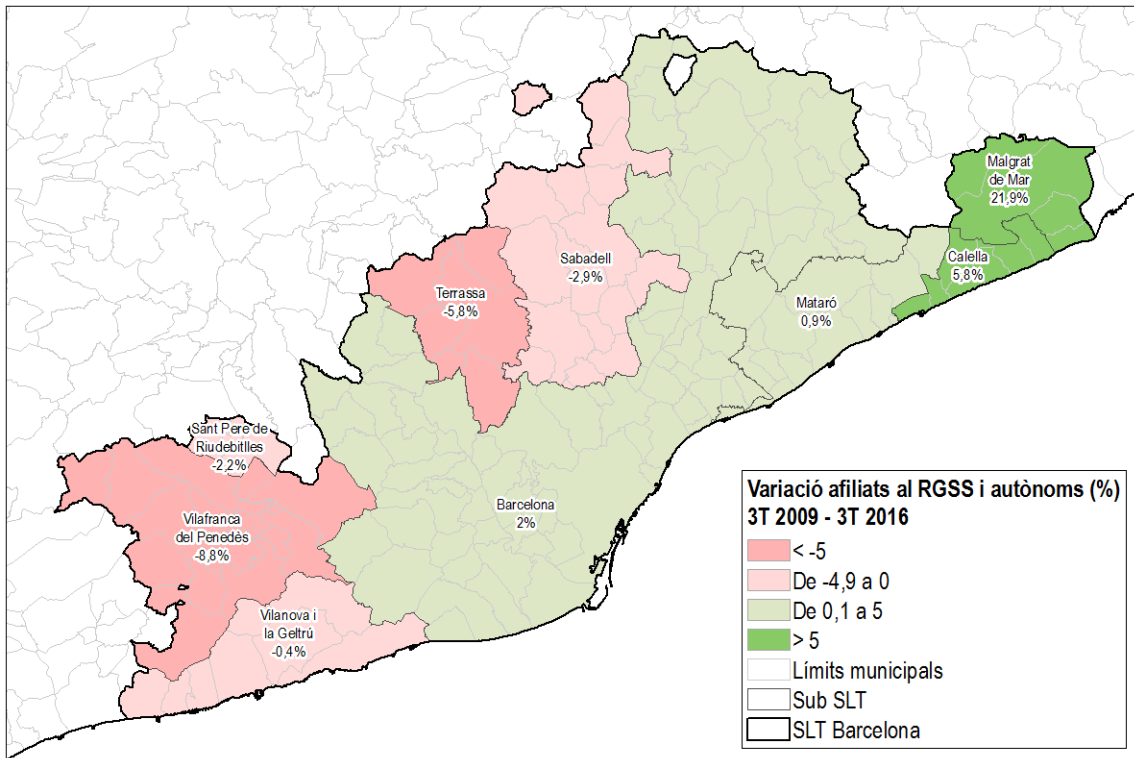 Malgrat
de Mar
21,9%
Calella
5,8%
Sabadell
-2,9%
Terrassa
-5,8%
Mataró
0,9%
Sant Pere de
Riudebitlles
-2,2%
Barcelona
2%
Vilafranca
del Penedès
-8,8%
Vilanova i
la Geltrú
-0,4%
Variació afiliats al RGSS i autònoms (%)
3T 2009 - 3T 2016
< -5
De -4,9 a 0
De 0,1 a 5
> 5
Límits municipals
Sub SLT
SLT Barcelona